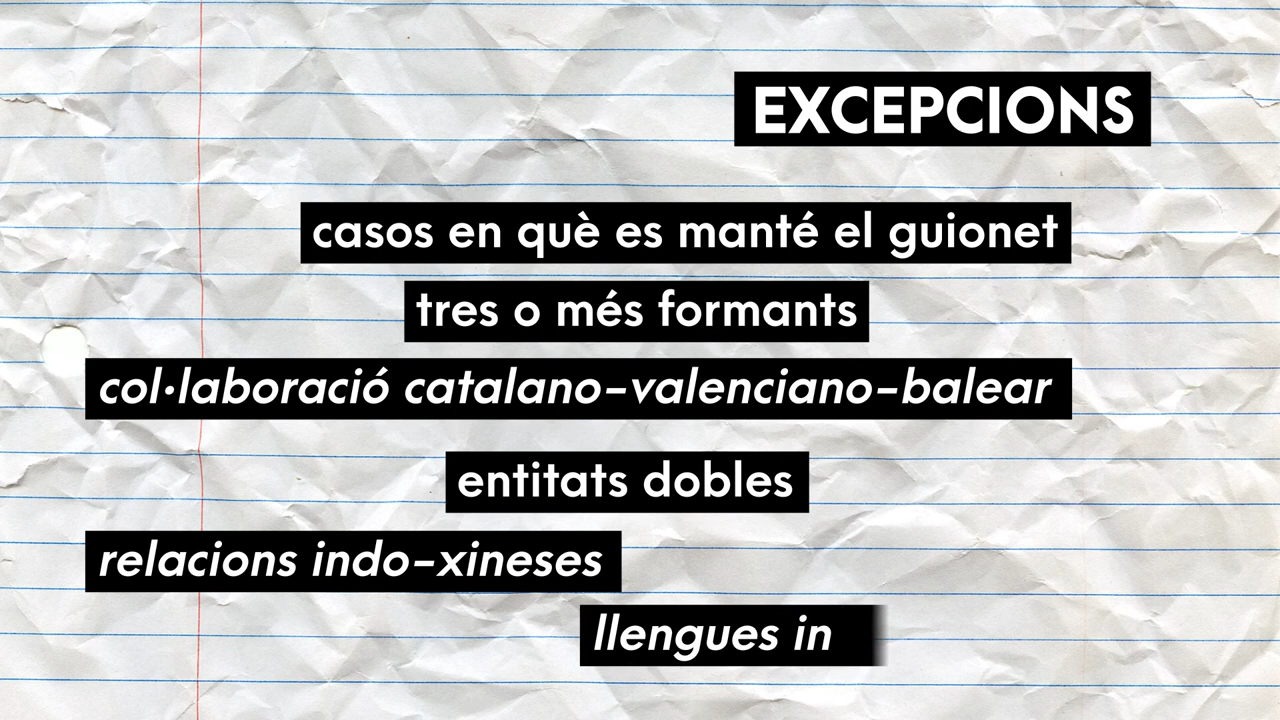 EXCEPCIONS
casos en què es manté el guionet
tres o més formants
col·laboració catalano-valenciano-balear
entitats dobles
relacions indo-xineses
llengues in